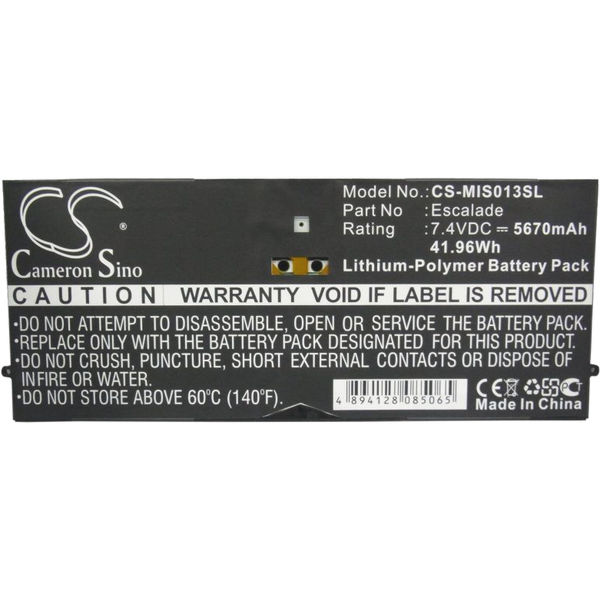 CS
Cameron Sino
Model No.: CS-MIS013SL
Part No : Escalade
Rating : 7.4VDC ⎓ 5670mAh
41.96Wh
Lithium-Polymer Battery Pack
CAUTION WARRANTY VOID IF LABEL IS REMOVED
•DO NOT ATTEMPT TO DISASSEMBLE, OPEN OR SERVICE THE BATTERY PACK.
•REPLACE ONLY WITH THE BATTERY PACK DESIGNATED FOR THIS PRODUCT.
•DO NOT CRUSH, PUNCTURE, SHORT EXTERNAL CONTACTS OR DISPOSE OF
INFIRE OR WATER.
•DO NOT STORE ABOVE 60°C (140°F).
4 894128 085065
CE
Made in China